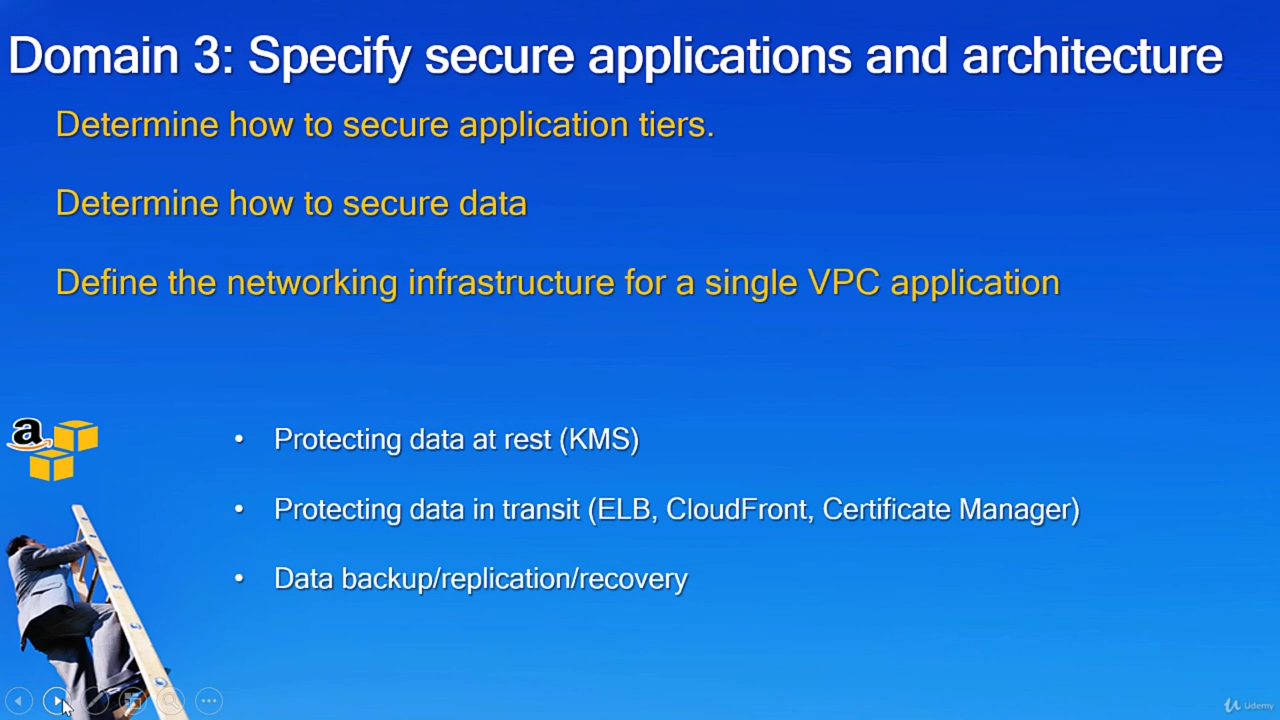 Domain 3: Specify secure applications and architecture
Determine how to secure application tiers.
Determine how to secure data
Define the networking infrastructure for a single VPC application
a
• Protecting data at rest (KMS)
• Protecting data in transit (ELB, CloudFront, Certificate Manager)
• Data backup/replication/recovery
Udemy